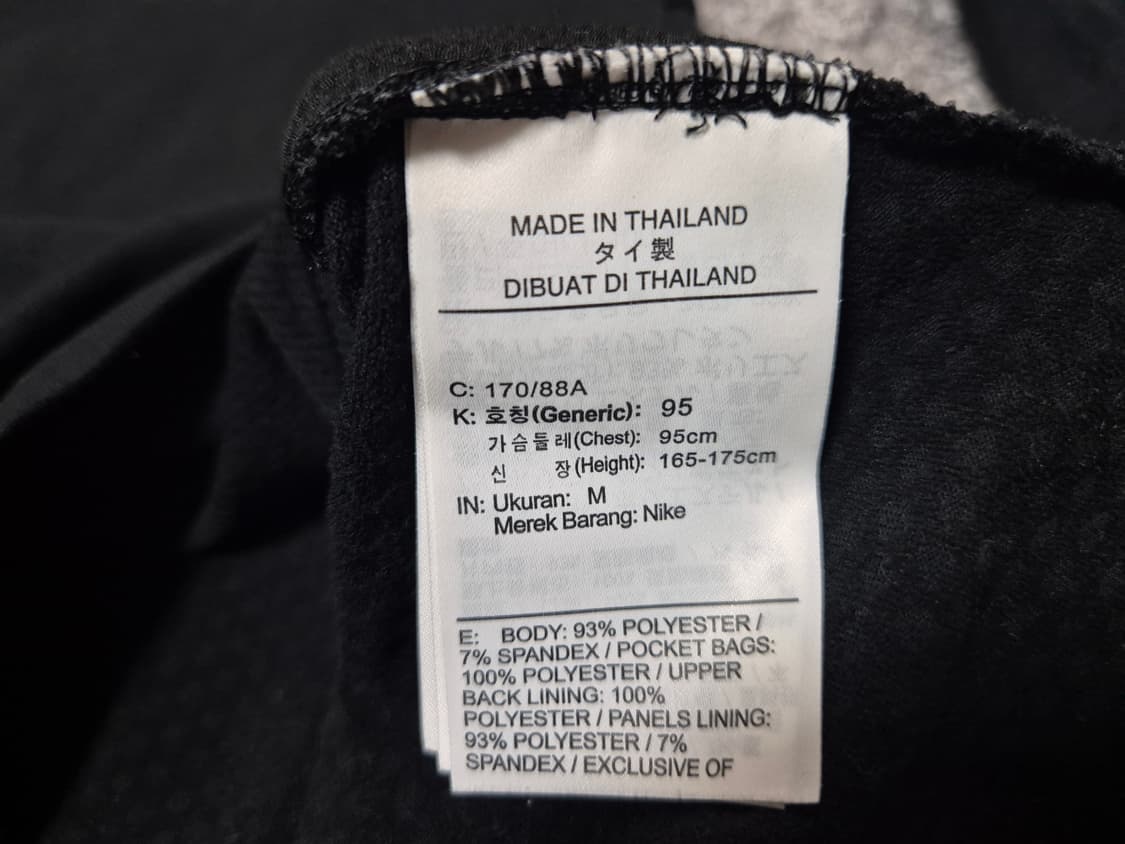 MADE IN THAILAND
タイ製
DIBUAT DI THAILAND
C: 170/88A
K: 호칭(Generic): 95
가슴둘레(Chest): 95cm
신 장(Height): 165-175cm
IN: Ukuran: M
Merek Barang: Nike
E: BODY: 93% POLYESTER /
7% SPANDEX / POCKET BAGS:
100% POLYESTER / UPPER
BACK LINING: 100%
POLYESTER / PANELS LINING:
93% POLYESTER / 7%
SPANDEX / EXCLUSIVE OF